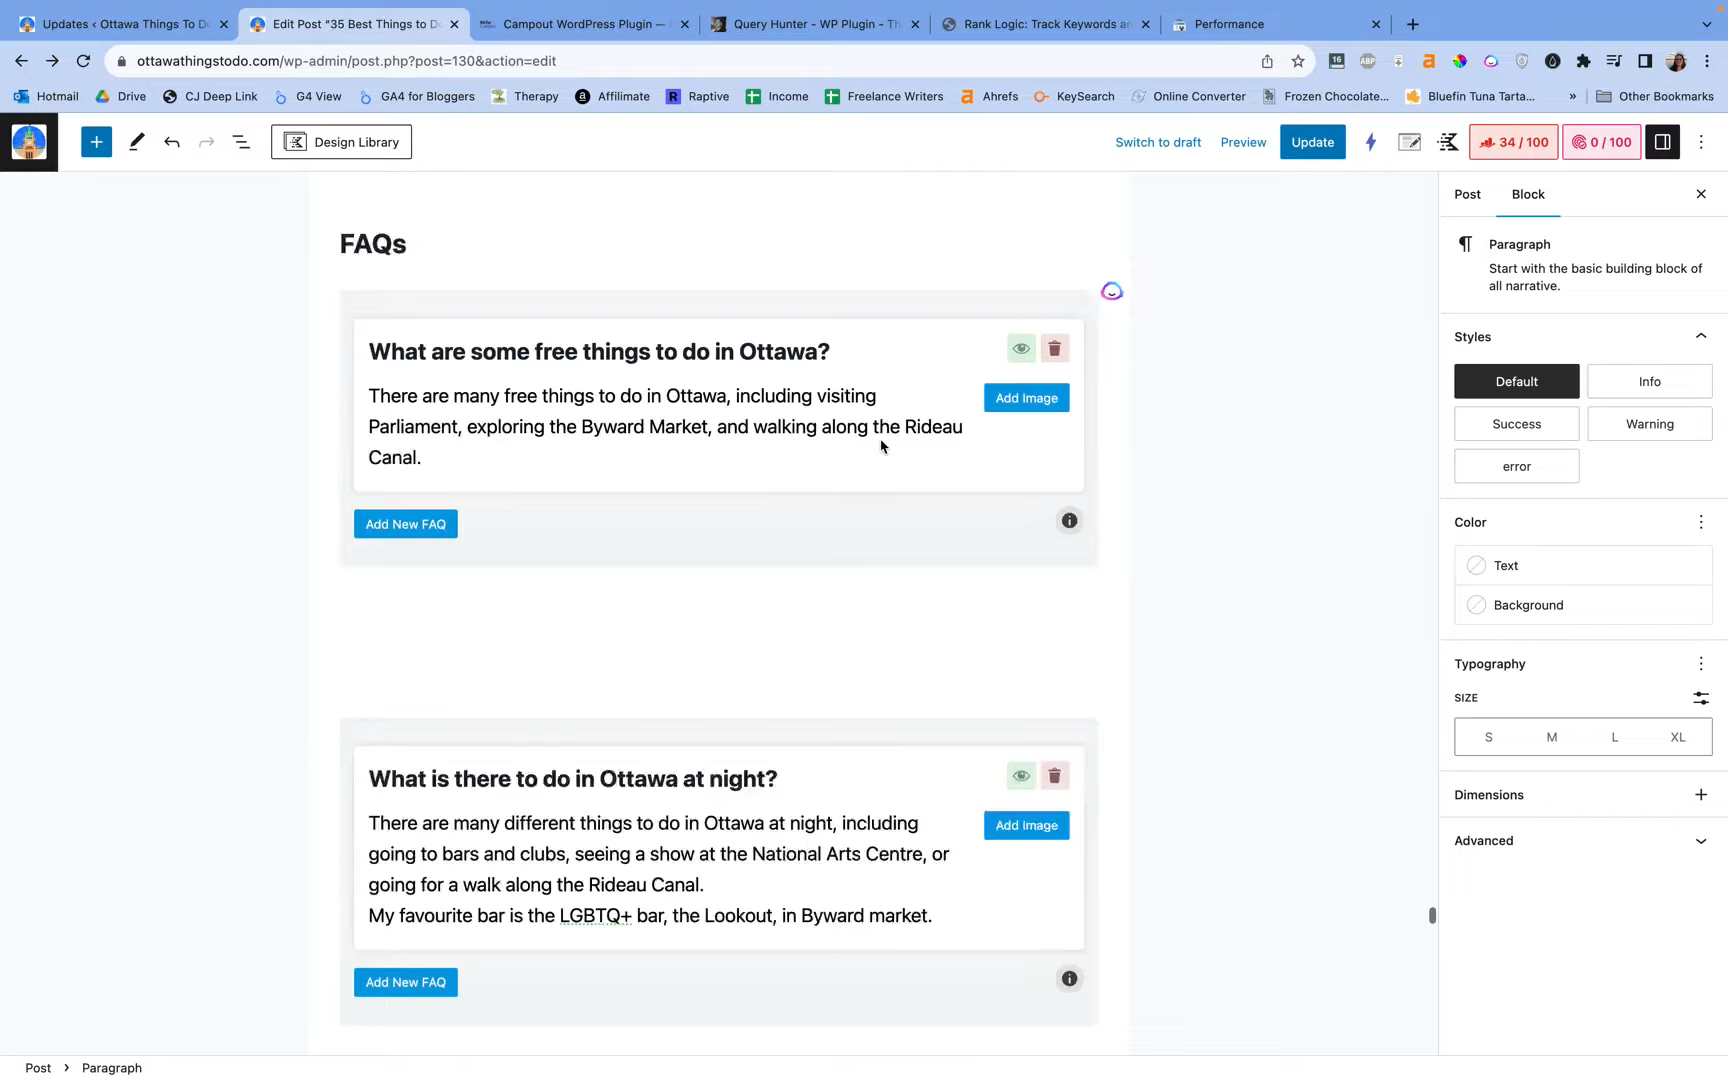 Updates ‹ Ottawa Things To D
Edit Post "35 Best Things to D
Campout WordPress Plugin —
Query Hunter - WP Plugin - Th
Rank Logic: Track Keywords an
Performance
ottawathingstodo.com/wp-admin/post.php?post=130&action=edit
16
ABP
Hotmail
Drive
CJ Deep Link
G4 View
GA4 for Bloggers
Therapy
Affilimate
Raptive
Income
Freelance Writers
Ahrefs
KeySearch
Online Converter
Frozen Chocolate...
Bluefin Tuna Tarta...
»
Other Bookmarks
Design Library
Switch to draft
Preview
Update
34 / 100
0 / 100
FAQs
What are some free things to do in Ottawa?
There are many free things to do in Ottawa, including visiting
Parliament, exploring the Byward Market, and walking along the Rideau
Canal.
Add Image
Add New FAQ
What is there to do in Ottawa at night?
There are many different things to do in Ottawa at night, including
going to bars and clubs, seeing a show at the National Arts Centre, or
going for a walk along the Rideau Canal.
My favourite bar is the LGBTQ+ bar, the Lookout, in Byward market.
Add Image
Add New FAQ
Post
Block
Paragraph
Start with the basic building block of
all narrative.
Styles
Default
Info
Success
Warning
error
Color
Text
Background
Typography
SIZE
S
M
L
XL
Dimensions
Advanced
Post › Paragraph